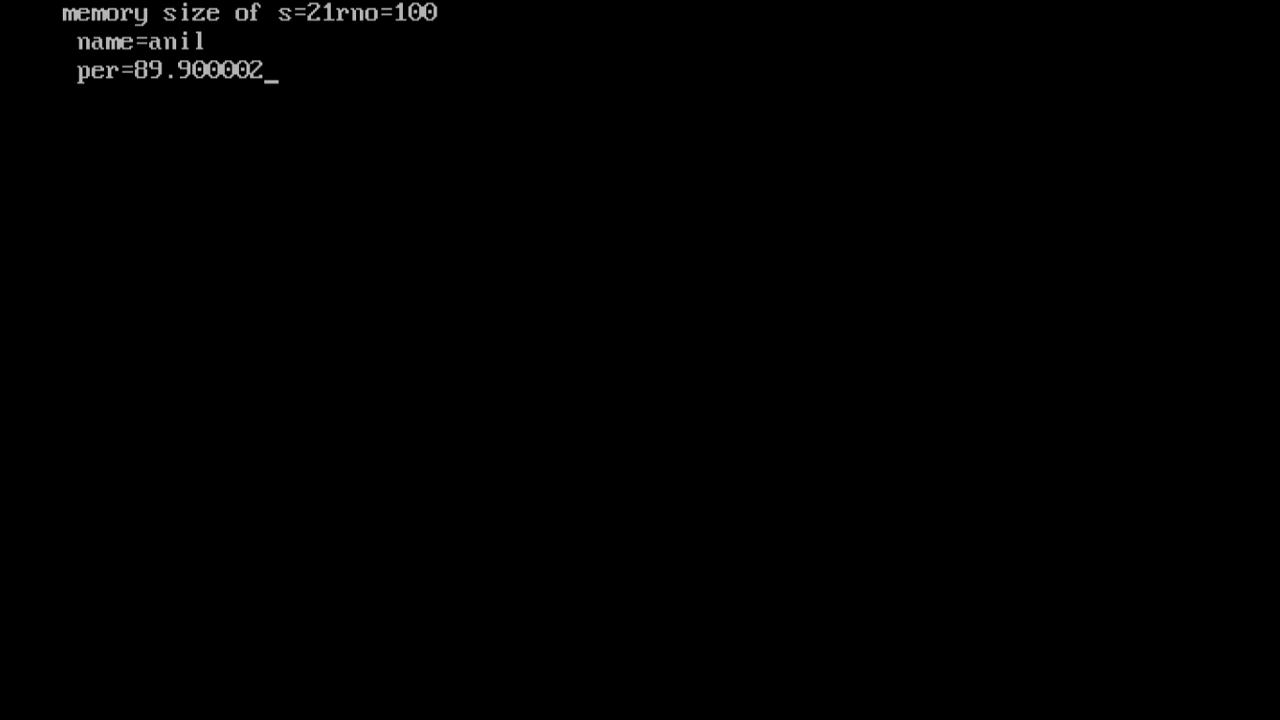 memory size of s=21rno=100
name=anil
per=89.900002_